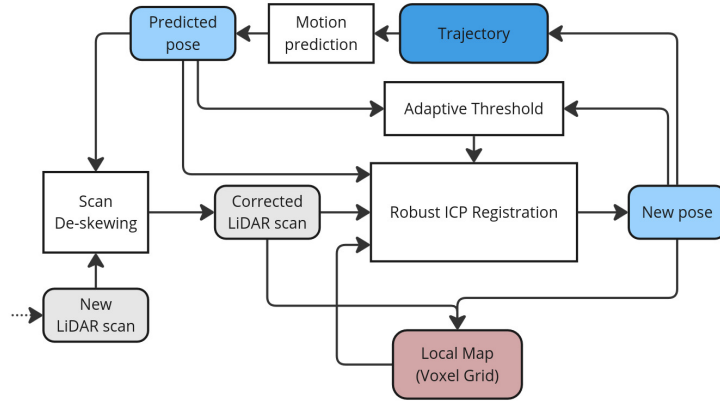 Predicted
pose
Motion
prediction
Trajectory
Adaptive Threshold
Scan
De-skewing
Corrected
LiDAR scan
Robust ICP Registration
New pose
New
LiDAR scan
Local Map
(Voxel Grid)